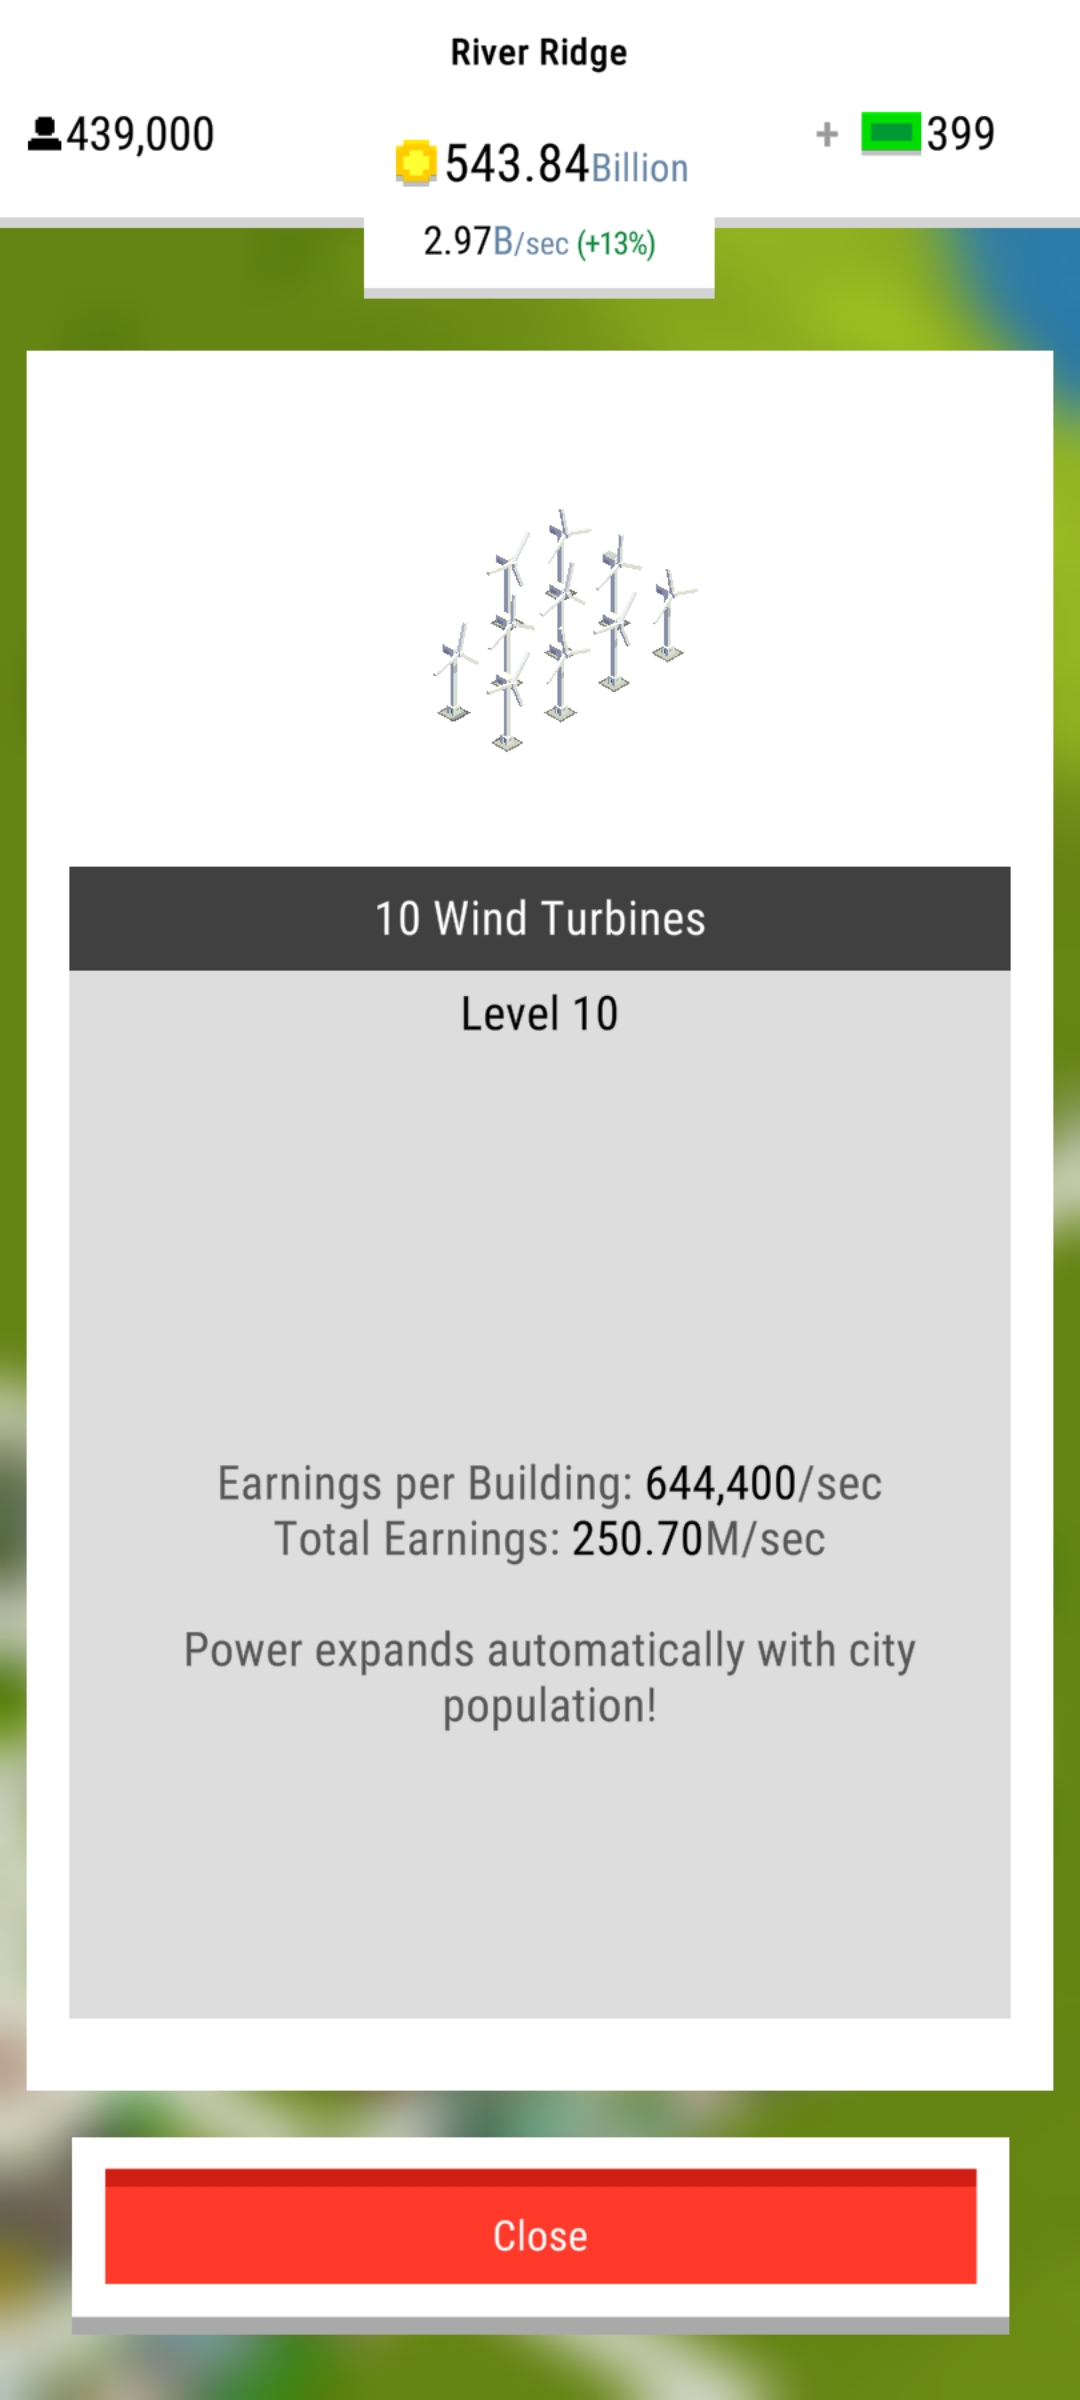 River Ridge
439,000
543.84Billion
+ 399
2.97B/sec (+13%)
10 Wind Turbines
Level 10
Earnings per Building: 644,400/sec
Total Earnings: 250.70M/sec
Power expands automatically with city
population!
Close